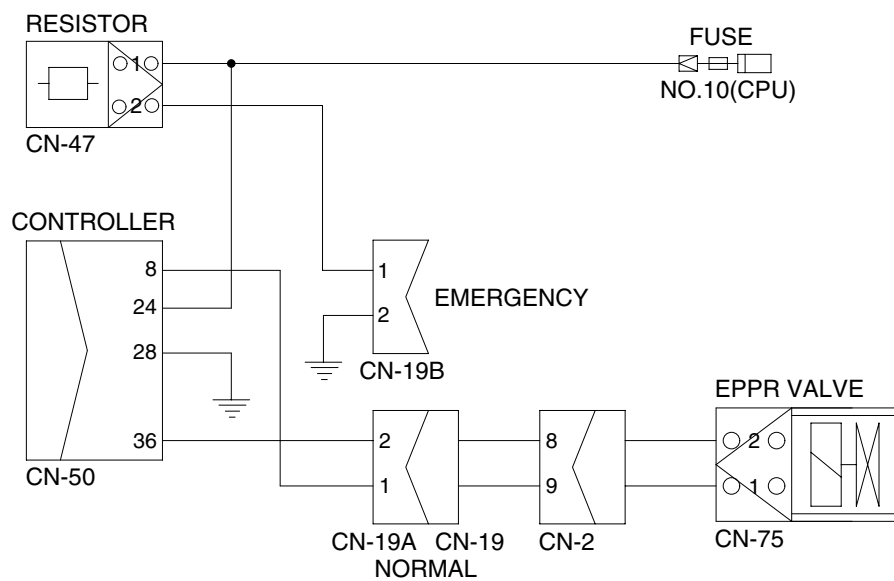 RESISTOR
FUSE
1
2
NO.10(CPU)
CN-47
CONTROLLER
8
24
28
36
1
2
EMERGENCY
CN-19B
CN-50
EPPR VALVE
2
1
8
9
2
1
CN-19A
CN-19
CN-2
CN-75
NORMAL